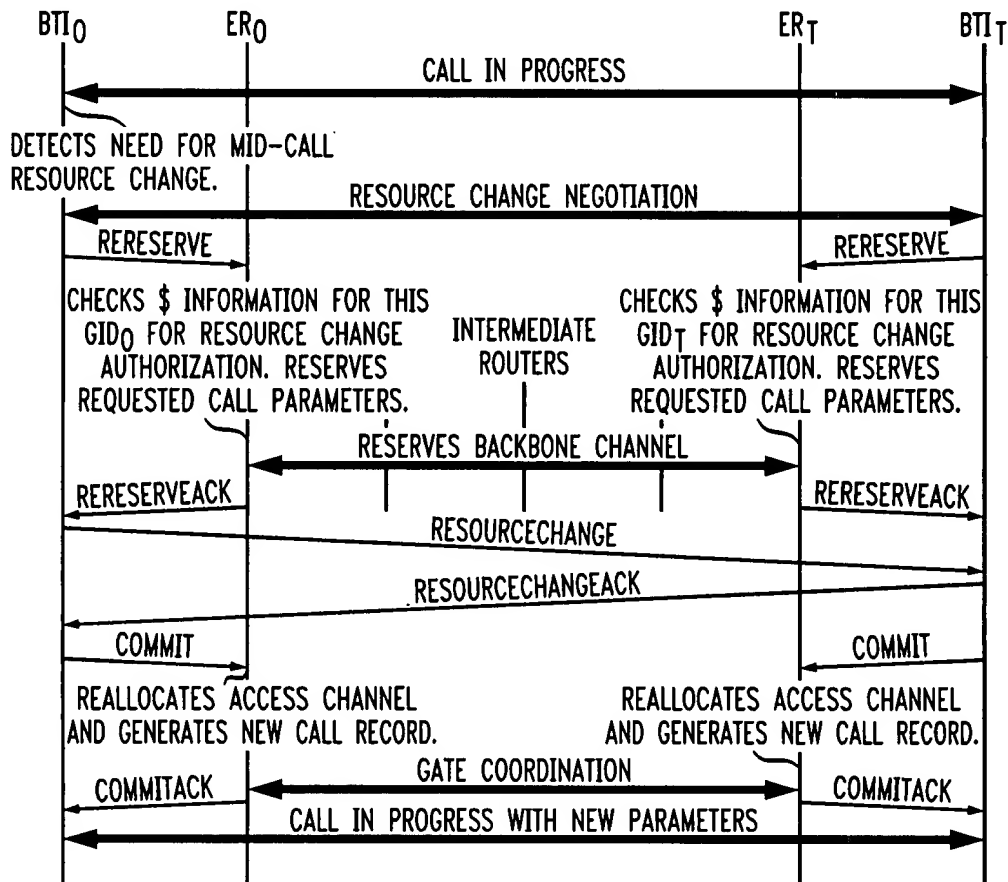 BTIO ERO ERT BTIT
CALL IN PROGRESS
DETECTS NEED FOR MID-CALL
RESOURCE CHANGE.
RESOURCE CHANGE NEGOTIATION
RERESERVE
RERESERVE
CHECKS $ INFORMATION FOR THIS
GIDO FOR RESOURCE CHANGE
AUTHORIZATION. RESERVES
REQUESTED CALL PARAMETERS.
INTERMEDIATE
ROUTERS
CHECKS $ INFORMATION FOR THIS
GIDT FOR RESOURCE CHANGE
AUTHORIZATION. RESERVES
REQUESTED CALL PARAMETERS.
RESERVES BACKBONE CHANNEL
RERESERVEACK
RERESERVEACK
RESOURCECHANGE
RESOURCECHANGEACK
COMMIT
COMMIT
REALLOCATES ACCESS CHANNEL
AND GENERATES NEW CALL RECORD.
REALLOCATES ACCESS CHANNEL
AND GENERATES NEW CALL RECORD.
GATE COORDINATION
COMMITACK
COMMITACK
CALL IN PROGRESS WITH NEW PARAMETERS